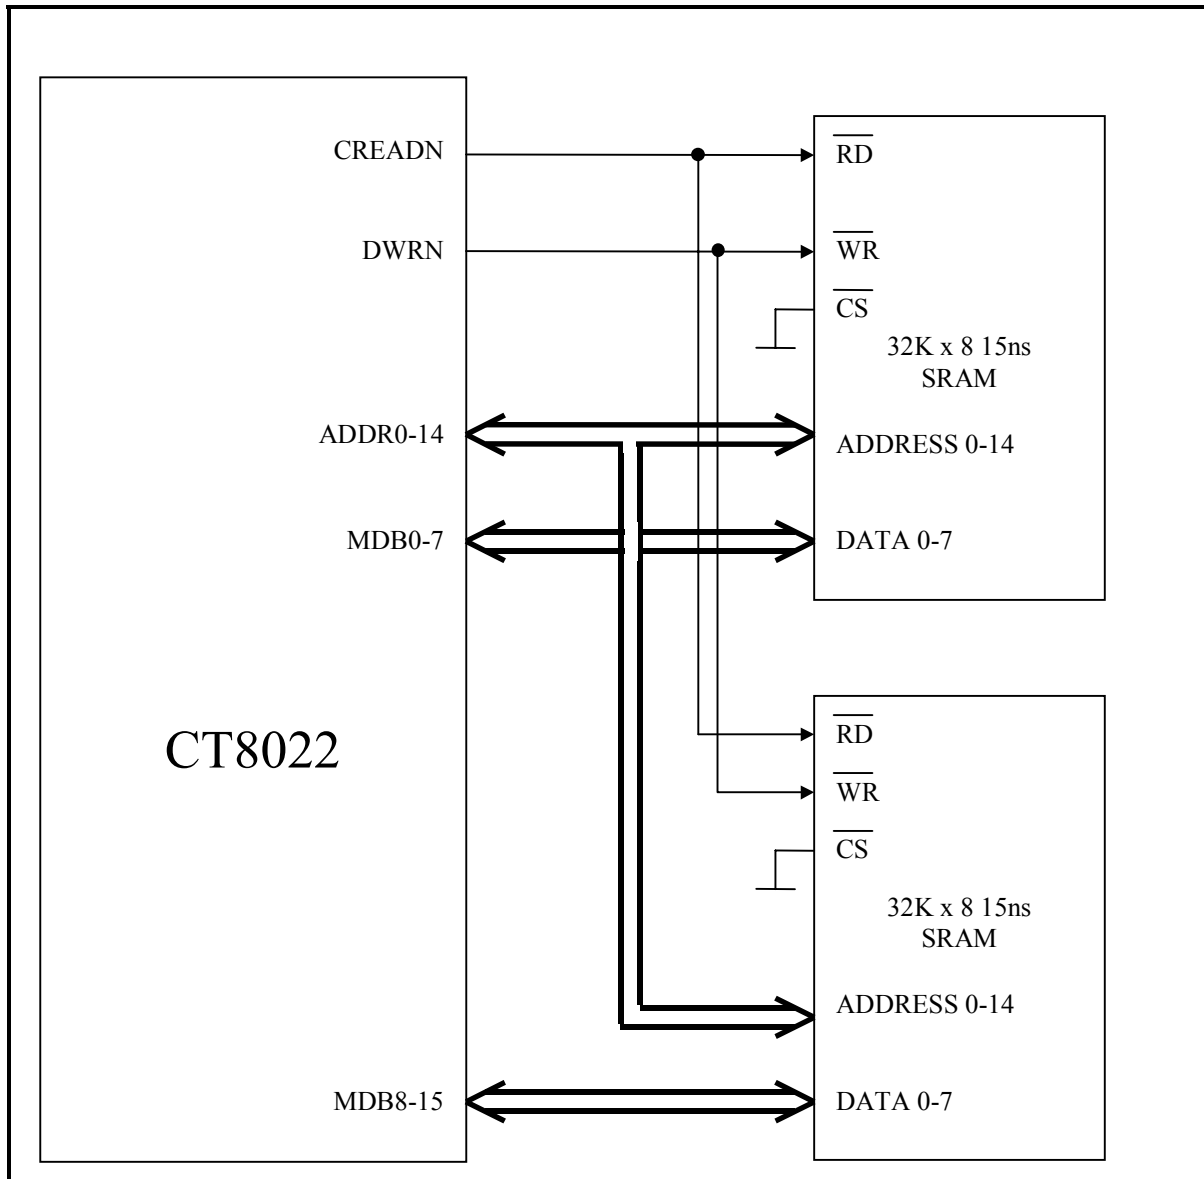 CREADN
DWRN
ADDR0-14
MDB0-7
CT8022
MDB8-15
RD
WR
CS
32K x 8 15ns
SRAM
ADDRESS 0-14
DATA 0-7
RD
WR
CS
32K x 8 15ns
SRAM
ADDRESS 0-14
DATA 0-7